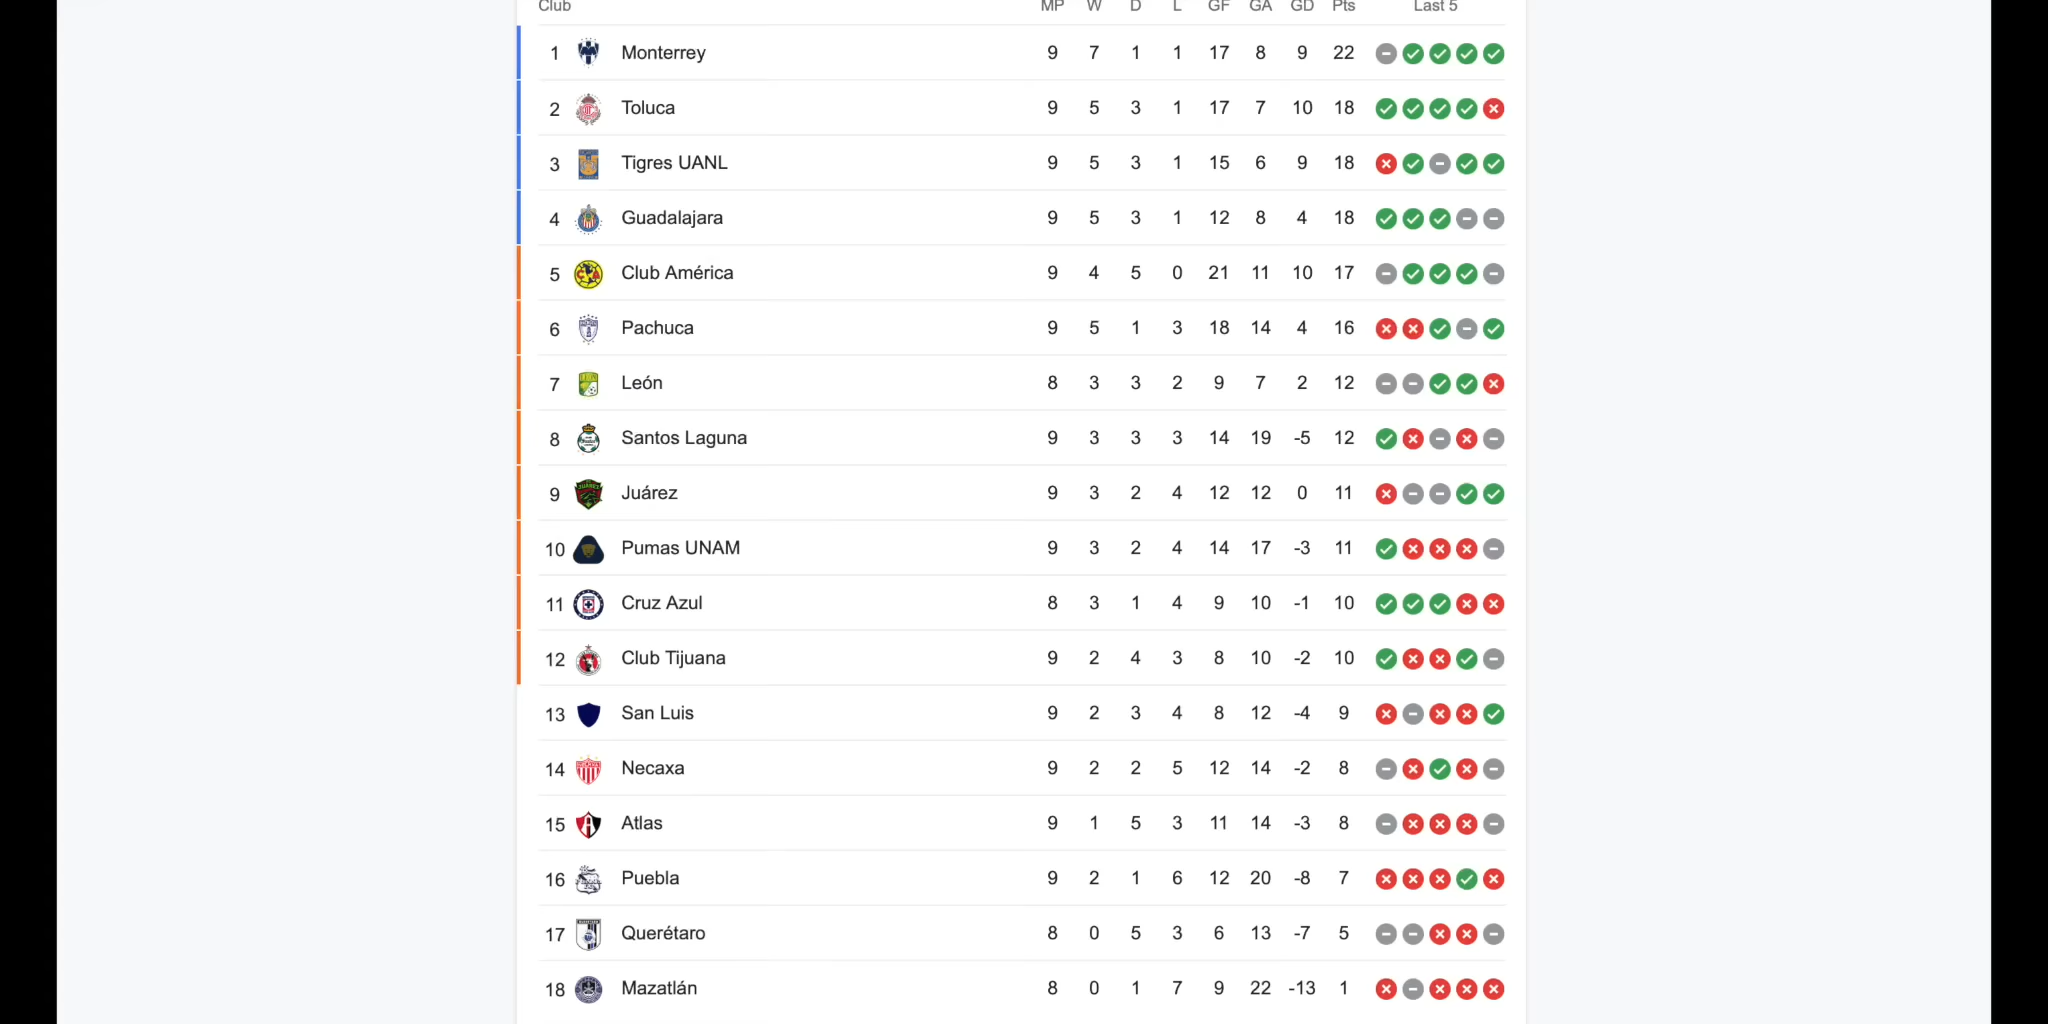 Club MP W D L GF GA GD Pts Last 5
1 Monterrey 9 7 1 1 17 8 9 22
2 Toluca 9 5 3 1 17 7 10 18
3 Tigres UANL 9 5 3 1 15 6 9 18
4 Guadalajara 9 5 3 1 12 8 4 18
5 Club América 9 4 5 0 21 11 10 17
6 Pachuca 9 5 1 3 18 14 4 16
7 León 8 3 3 2 9 7 2 12
8 Santos Laguna 9 3 3 3 14 19 -5 12
9 Juárez 9 3 2 4 12 12 0 11
10 Pumas UNAM 9 3 2 4 14 17 -3 11
11 Cruz Azul 8 3 1 4 9 10 -1 10
12 Club Tijuana 9 2 4 3 8 10 -2 10
13 San Luis 9 2 3 4 8 12 -4 9
14 Necaxa 9 2 2 5 12 14 -2 8
15 Atlas 9 1 5 3 11 14 -3 8
16 Puebla 9 2 1 6 12 20 -8 7
17 Querétaro 8 0 5 3 6 13 -7 5
18 Mazatlán 8 0 1 7 9 22 -13 1